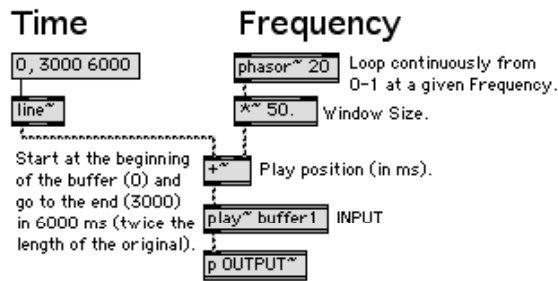 Time
Frequency
0, 3000 6000
line~
phasor~ 20
Loop continuously from
0-1 at a given Frequency.
*~ 50.
Window Size.
Start at the beginning
of the buffer (0) and
go to the end (3000)
in 6000 ms (twice the
length of the original).
+~
Play position (in ms).
play~ buffer1
INPUT
p OUTPUT~